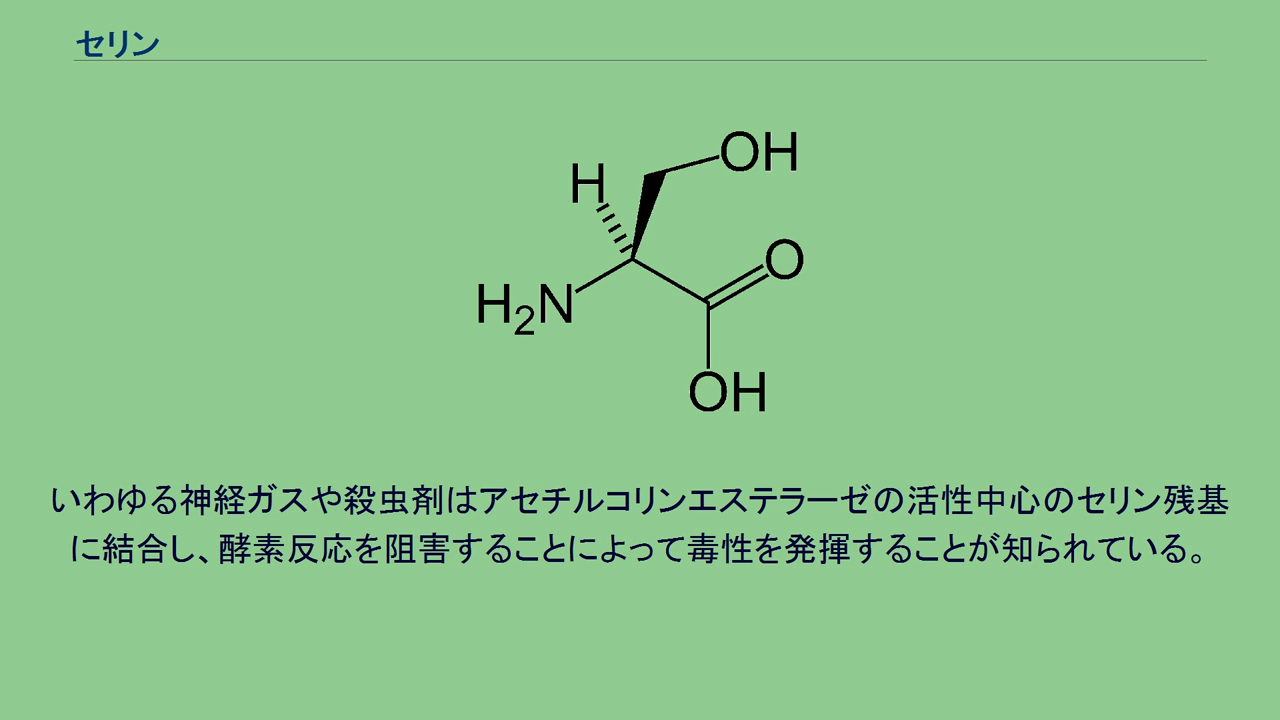 セリン
H
OH
O
H₂N
OH
いわゆる神経ガスや殺虫剤はアセチルコリンエステラーゼの活性中心のセリン残基
に結合し、酵素反応を阻害することによって毒性を発揮することが知られている。